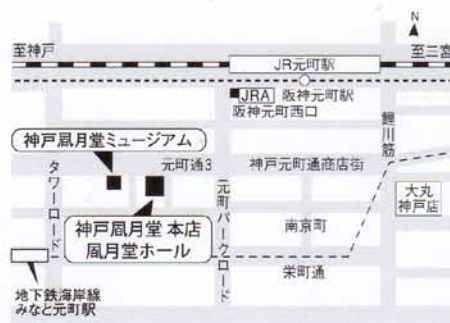 N
至神戸
JR元町駅
至三宮
JRA
阪神元町駅
阪神元町西口
鯉川筋
神戸凮月堂ミュージアム
元町通3
神戸元町通商店街
タワーロード
元町パークロード
大丸
神戸店
神戸凮月堂 本店
凮月堂ホール
南京町
栄町通
地下鉄海岸線
みなと元町駅